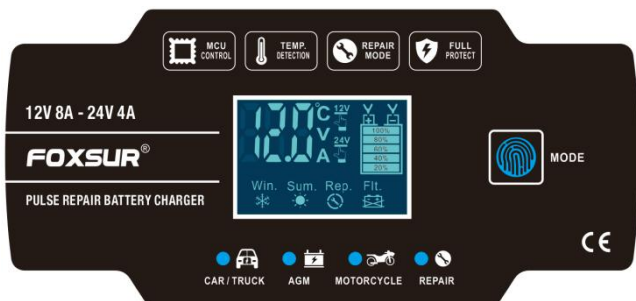 MCU
CONTROL
TEMP.
DETECTION
REPAIR
MODE
FULL
PROTECT
12V 8A - 24V 4A
FOXSUR®
PULSE REPAIR BATTERY CHARGER
12.0
°C
V
A
12V
24V
100%
80%
60%
40%
20%
Win. Sum. Rep. Flt.
MODE
CE
CAR / TRUCK AGM MOTORCYCLE REPAIR